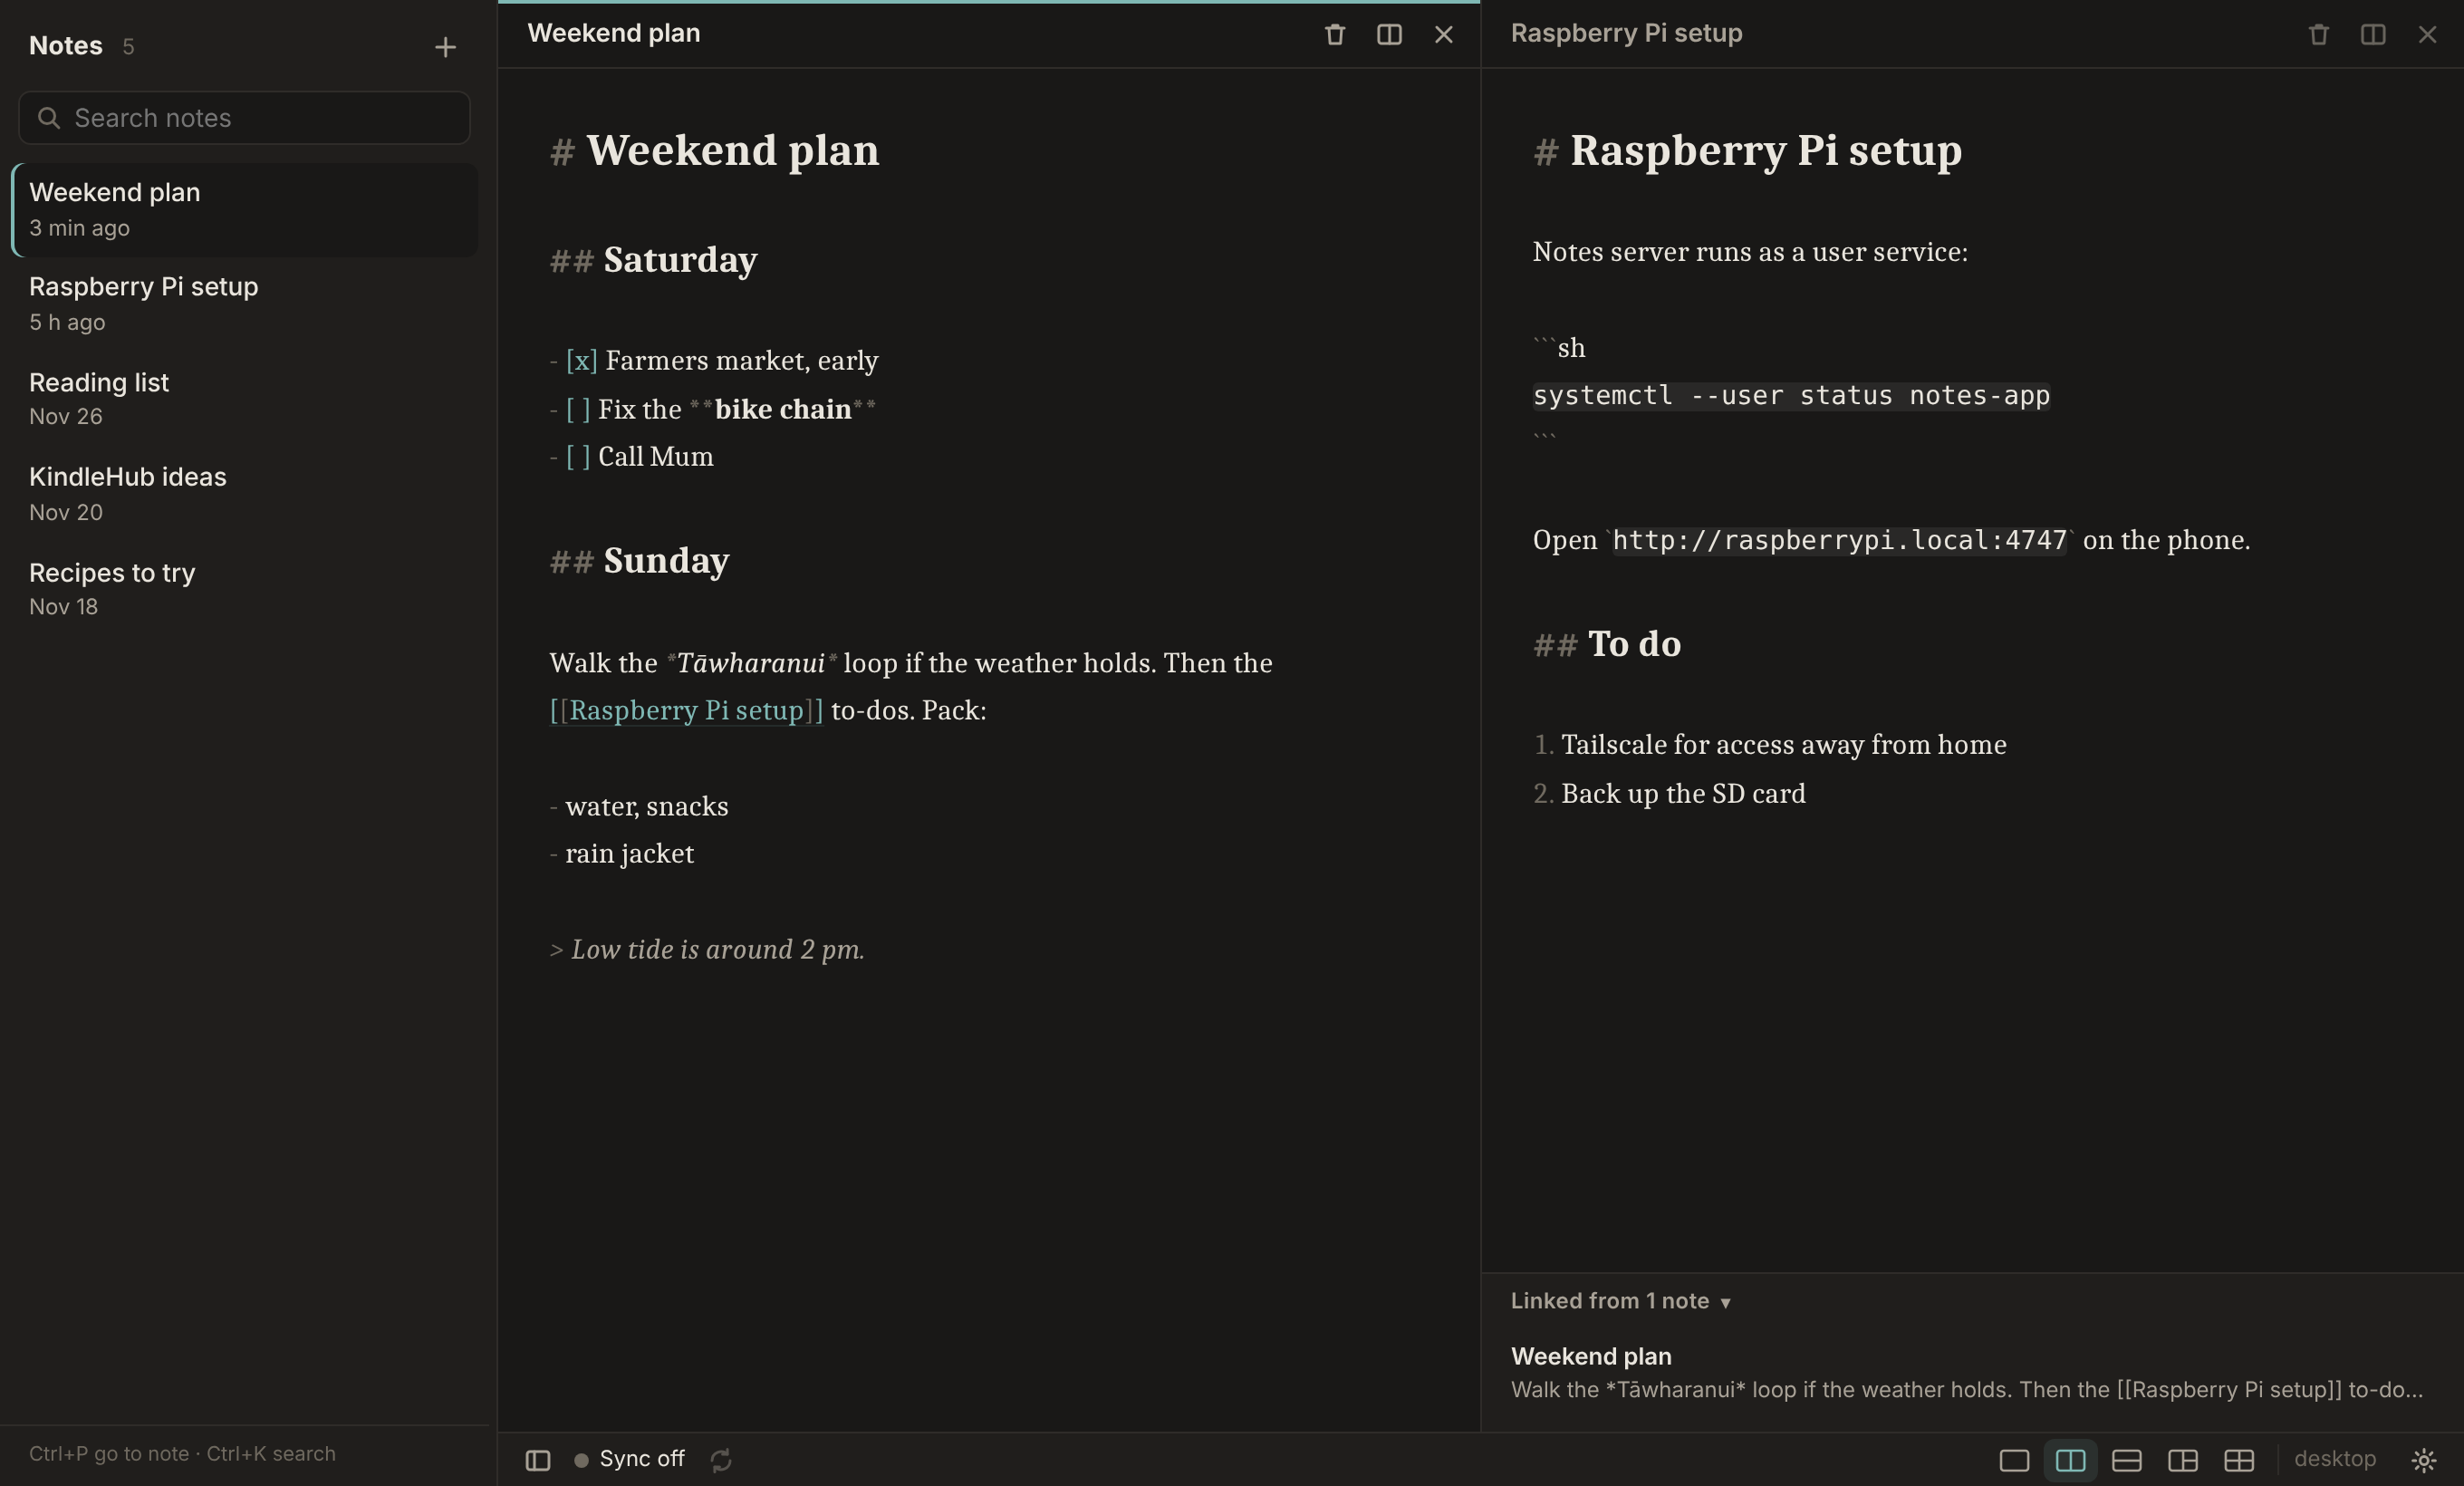 Notes 5
Search notes
Weekend plan
3 min ago
Raspberry Pi setup
5 h ago
Reading list
Nov 26
KindleHub ideas
Nov 20
Recipes to try
Nov 18
Ctrl+P go to note · Ctrl+K search
Weekend plan
# Weekend plan
## Saturday
- [x] Farmers market, early
- [ ] Fix the **bike chain**
- [ ] Call Mum
## Sunday
Walk the *Tāwharanui* loop if the weather holds. Then the
[[Raspberry Pi setup]] to-dos. Pack:
- water, snacks
- rain jacket
> Low tide is around 2 pm.
Raspberry Pi setup
# Raspberry Pi setup
Notes server runs as a user service:
```sh
systemctl --user status notes-app
```
Open `http://raspberrypi.local:4747` on the phone.
## To do
1. Tailscale for access away from home
2. Back up the SD card
Linked from 1 note ▾
Weekend plan
Walk the *Tāwharanui* loop if the weather holds. Then the [[Raspberry Pi setup]] to-do...
Sync off
desktop